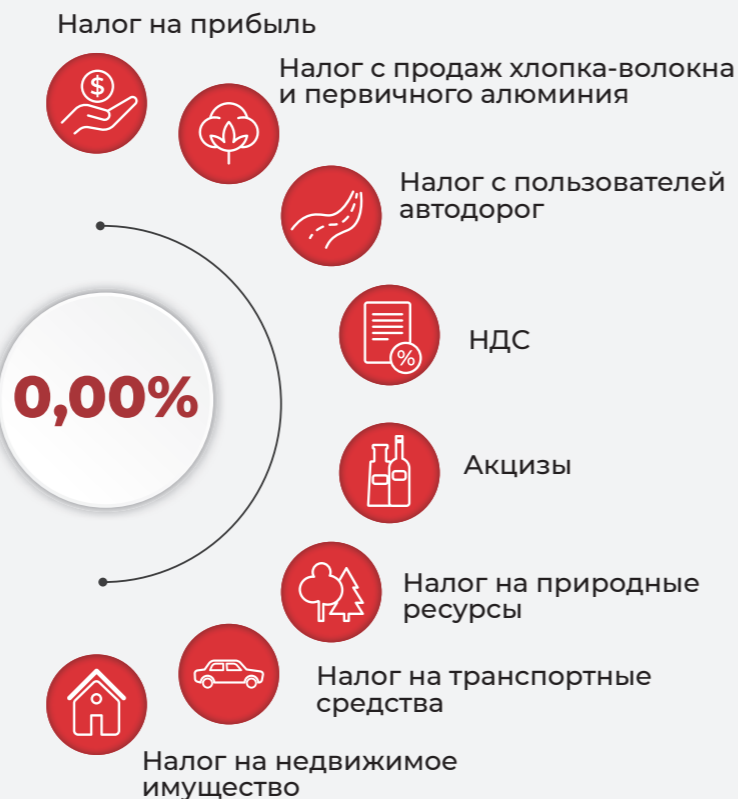 Налог на прибыль
$
Налог с продаж хлопка-волокна
и первичного алюминия
Налог с пользователей
автодорог
НДС
%
0,00%
Акцизы
Налог на природные
ресурсы
Налог на транспортные
средства
Налог на недвижимое
имущество